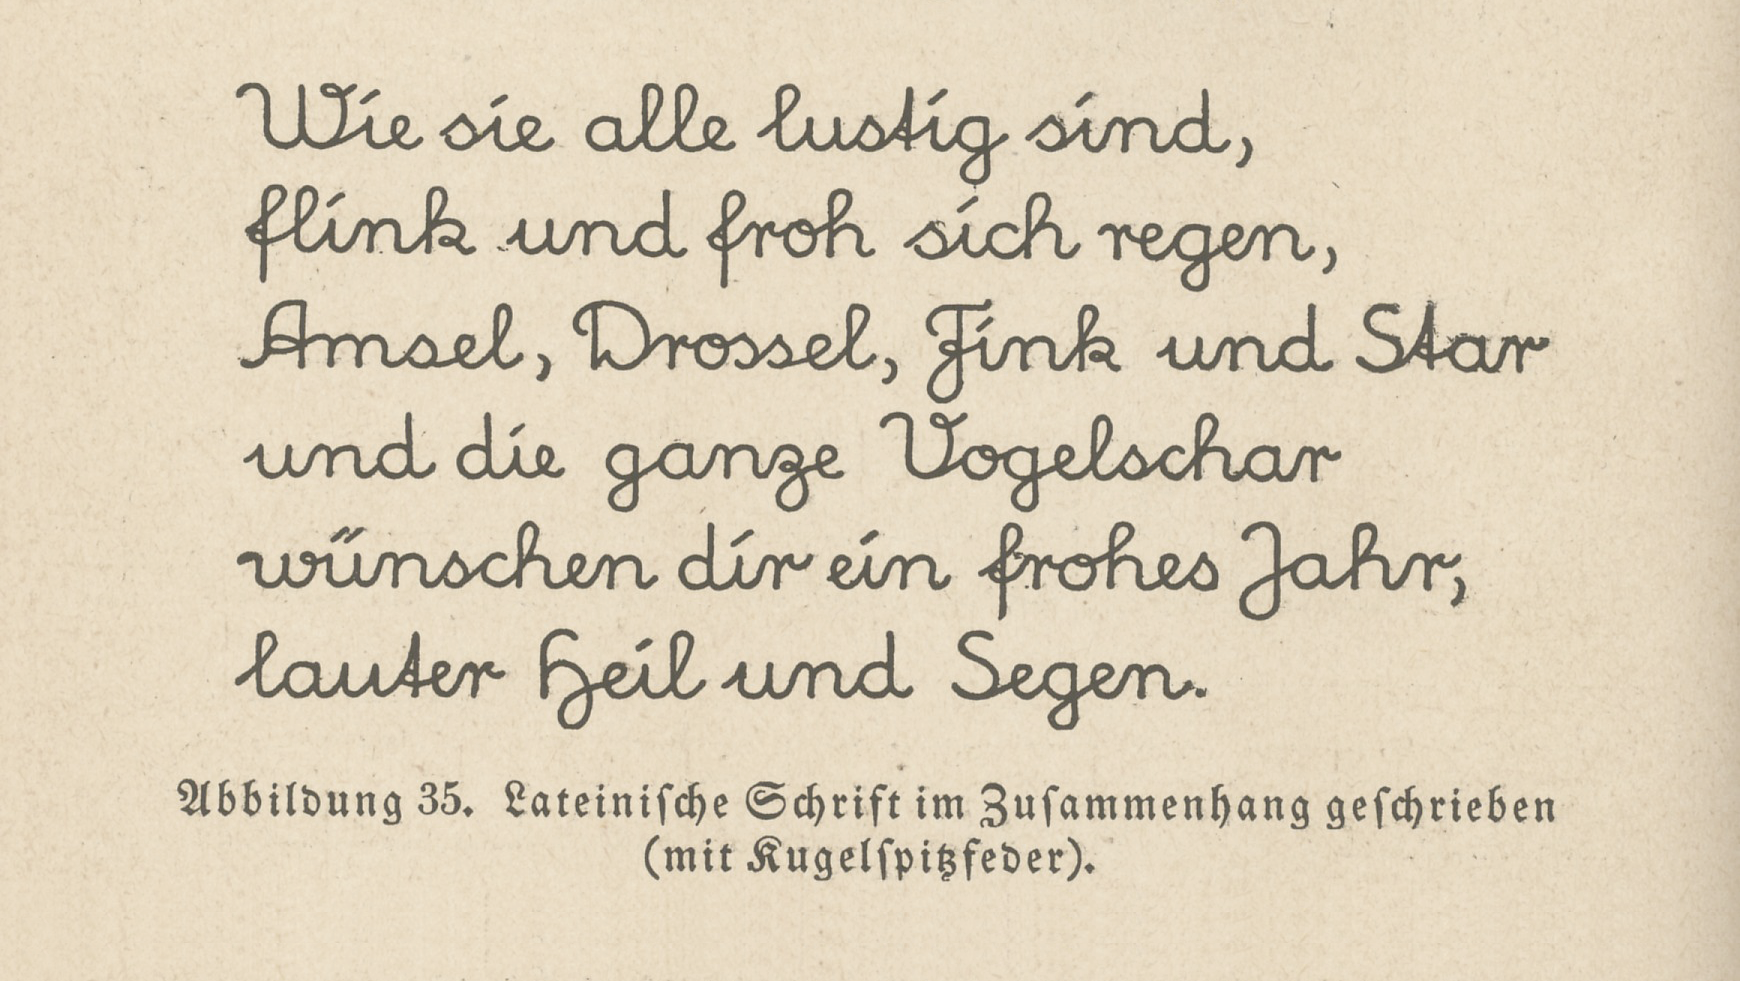 Wie sie alle lustig sind,
flink und froh sich regen,
Amsel, Drossel, Fink und Star
und die ganze Vogelschar
wünschen dir ein frohes Jahr,
lauter Heil und Segen.
Abbildung 35. Lateiniſche Schrift im Zuſammenhang geſchrieben
(mit Kugelſpitzfeder).